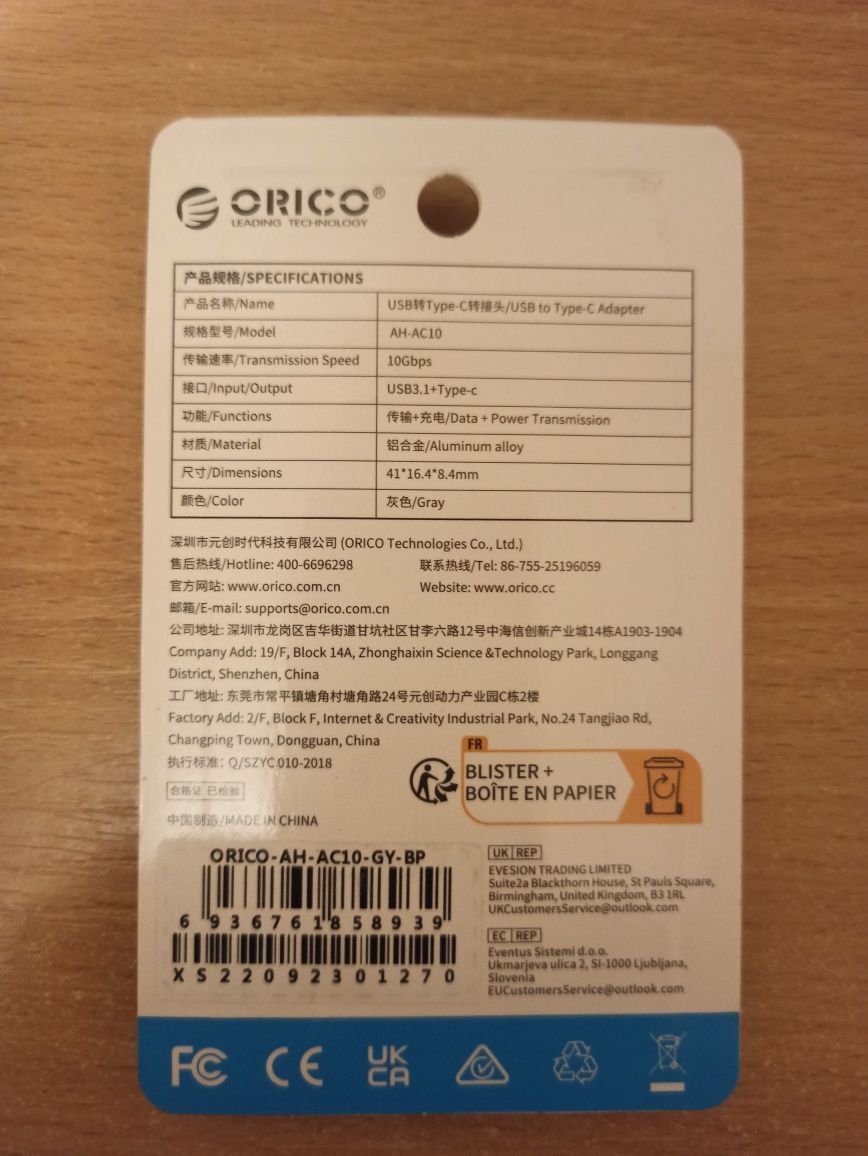 ORICO®
LEADING TECHNOLOGY
产品规格/SPECIFICATIONS
产品名称/Name USB转Type-C转接头/USB to Type-C Adapter
规格型号/Model AH-AC10
传输速率/Transmission Speed 10Gbps
接口/Input/Output USB3.1+Type-c
功能/Functions 传输+充电/Data + Power Transmission
材质/Material 铝合金/Aluminum alloy
尺寸/Dimensions 41*16.4*8.4mm
颜色/Color 灰色/Gray
深圳市元创时代科技有限公司 (ORICO Technologies Co., Ltd.)
售后热线/Hotline: 400-6696298 联系热线/Tel: 86-755-25196059
官方网站: www.orico.com.cn Website: www.orico.cc
邮箱/E-mail: supports@orico.com.cn
公司地址: 深圳市龙岗区吉华街道甘坑社区甘李六路12号中海信创新产业城14栋A1903-1904
Company Add: 19/F, Block 14A, Zhonghaixin Science &Technology Park, Longgang
District, Shenzhen, China
工厂地址: 东莞市常平镇塘角村塘角路24号元创动力产业园C栋2楼
Factory Add: 2/F, Block F, Internet & Creativity Industrial Park, No.24 Tangjiao Rd,
Changping Town, Dongguan, China
执行标准: Q/SZYC 010-2018
合格证 已检验
中国制造/MADE IN CHINA
FR
BLISTER +
BOÎTE EN PAPIER
ORICO-AH-AC10-GY-BP
6 936761 858939
XS22092301270
UK REP
EVESION TRADING LIMITED
Suite2a Blackthorn House, St Pauls Square,
Birmingham, United Kingdom, B3 1RL
UKCustomersService@outlook.com
EC REP
Eventus Sistemi d.o.o.
Ukmarjeva ulica 2, SI-1000 Ljubljana,
Slovenia
EUCustomersService@outlook.com
FC CE UK
CA